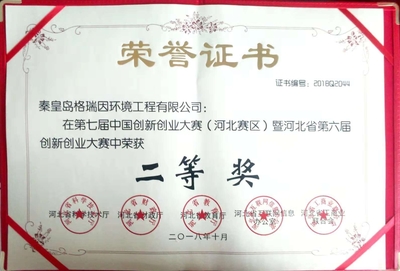 荣誉证书
证书编号：2018Q2044
秦皇岛格瑞因环境工程有限公司：
在第七届中国创新创业大赛（河北赛区）暨河北省第六届
创新创业大赛中荣获
二等奖
河北省科学技术厅 河北省财政厅 河北省教育厅
办公室
二〇一八年十月